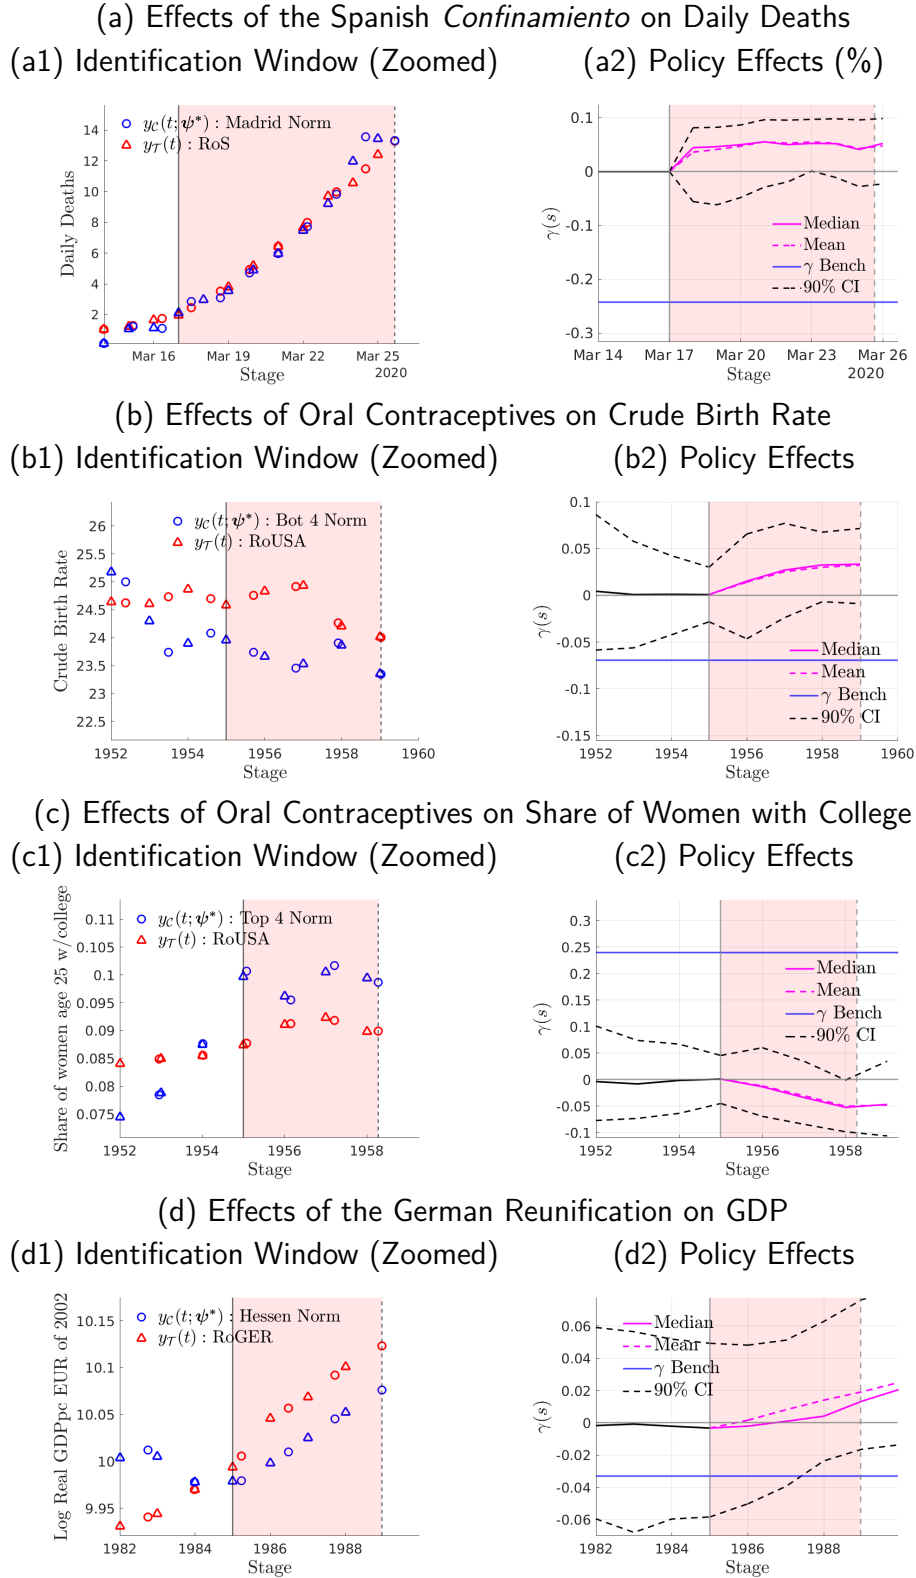 (a) Effects of the Spanish Confinamiento on Daily Deaths
(a1) Identification Window (Zoomed)
(a2) Policy Effects (%)
Daily Deaths
14
12
10
8
6
4
2
y_C(t; ψ*) : Madrid Norm
y_T(t) : RoS
Mar 16
Mar 19
Mar 22
Mar 25
2020
Stage
γ(s)
0.1
0
-0.1
-0.2
-0.3
Median
Mean
γ Bench
90% CI
Mar 14
Mar 17
Mar 20
Mar 23
Mar 26
2020
Stage
(b) Effects of Oral Contraceptives on Crude Birth Rate
(b1) Identification Window (Zoomed)
(b2) Policy Effects
Crude Birth Rate
26
25.5
25
24.5
24
23.5
23
22.5
y_C(t; ψ*) : Bot 4 Norm
y_T(t) : RoUSA
1952
1954
1956
1958
1960
Stage
γ(s)
0.1
0.05
0
-0.05
-0.1
-0.15
Median
Mean
γ Bench
90% CI
1952
1954
1956
1958
1960
Stage
(c) Effects of Oral Contraceptives on Share of Women with College
(c1) Identification Window (Zoomed)
(c2) Policy Effects
Share of women age 25 w/college
0.11
0.105
0.1
0.095
0.09
0.085
0.08
0.075
y_C(t; ψ*) : Top 4 Norm
y_T(t) : RoUSA
1952
1954
1956
1958
Stage
γ(s)
0.3
0.25
0.2
0.15
0.1
0.05
0
-0.05
-0.1
Median
Mean
γ Bench
90% CI
1952
1954
1956
1958
Stage
(d) Effects of the German Reunification on GDP
(d1) Identification Window (Zoomed)
(d2) Policy Effects
Log Real GDPpc EUR of 2002
10.15
10.1
10.05
10
9.95
y_C(t; ψ*) : Hessen Norm
y_T(t) : RoGER
1982
1984
1986
1988
Stage
γ(s)
0.06
0.04
0.02
0
-0.02
-0.04
-0.06
Median
Mean
γ Bench
90% CI
1982
1984
1986
1988
Stage